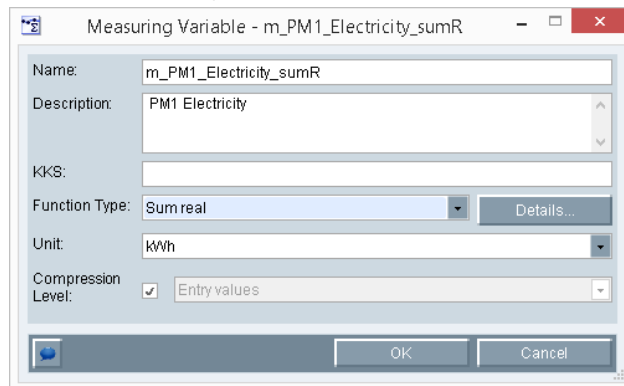 Measuring Variable - m_PM1_Electricity_sumR
Name: m_PM1_Electricity_sumR
Description: PM1 Electricity
KKS:
Function Type: Sum real Details...
Unit: kWh
Compression
Level: Entry values
OK Cancel